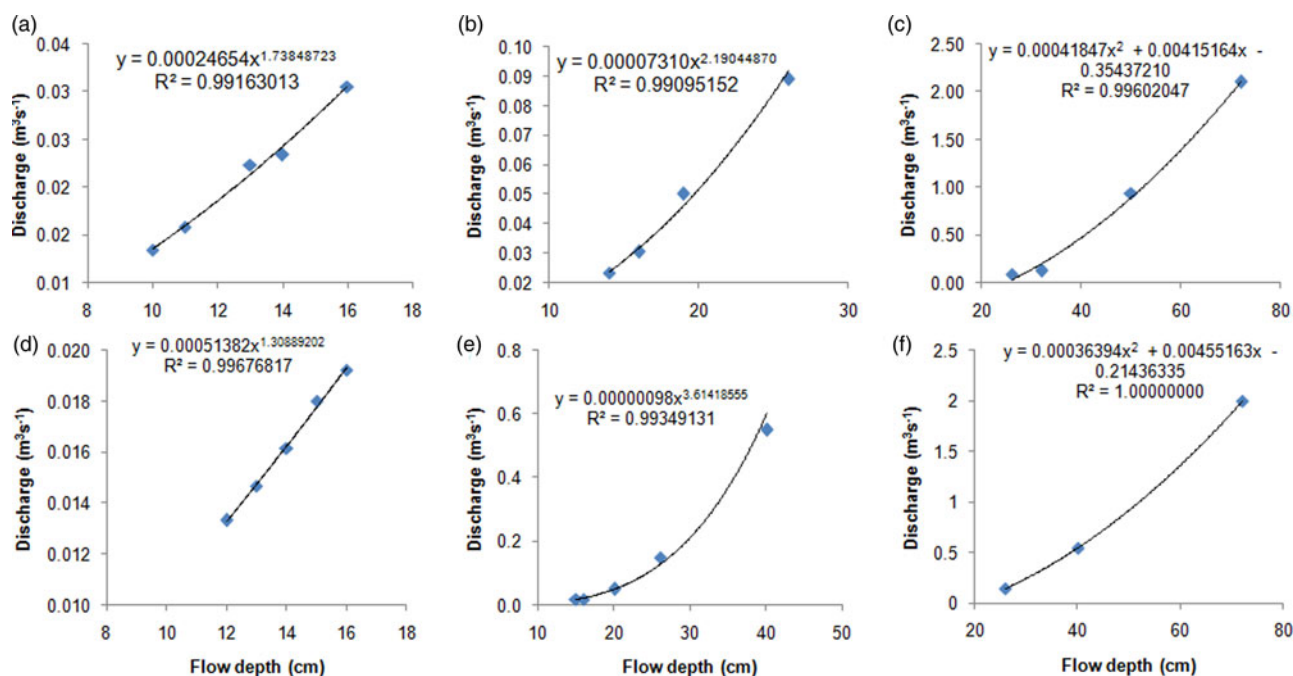 (a)
y = 0.00024654x^1.73848723
R² = 0.99163013
0.04
0.03
0.03
0.02
0.02
0.01
Discharge (m³s⁻¹)
8 10 12 14 16 18
(b)
y = 0.00007310x^2.19044870
R² = 0.99095152
0.10
0.09
0.08
0.07
0.06
0.05
0.04
0.03
0.02
Discharge (m³s⁻¹)
10 20 30
(c)
y = 0.00041847x² + 0.00415164x -
0.35437210
R² = 0.99602047
2.50
2.00
1.50
1.00
0.50
0.00
Discharge (m³s⁻¹)
20 40 60 80
(d)
y = 0.00051382x^1.30889202
R² = 0.99676817
0.020
0.018
0.016
0.014
0.012
0.010
Discharge (m³s⁻¹)
8 10 12 14 16 18
Flow depth (cm)
(e)
y = 0.00000098x^3.61418555
R² = 0.99349131
0.8
0.6
0.4
0.2
0.0
Discharge (m³s⁻¹)
10 20 30 40 50
Flow depth (cm)
(f)
y = 0.00036394x² + 0.00455163x -
0.21436335
R² = 1.00000000
2.5
2
1.5
1
0.5
0
Discharge (m³s⁻¹)
20 40 60 80
Flow depth (cm)